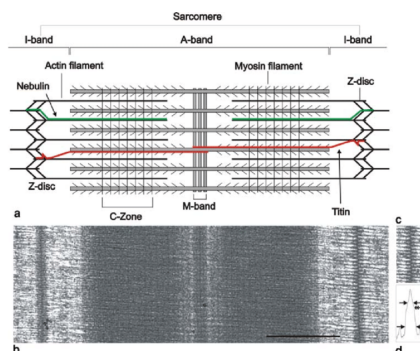 Sarcomere
I-band A-band I-band
Actin filament Myosin filament
Nebulin Z-disc
Z-disc Titin
M-band
C-Zone
a
b
c
d